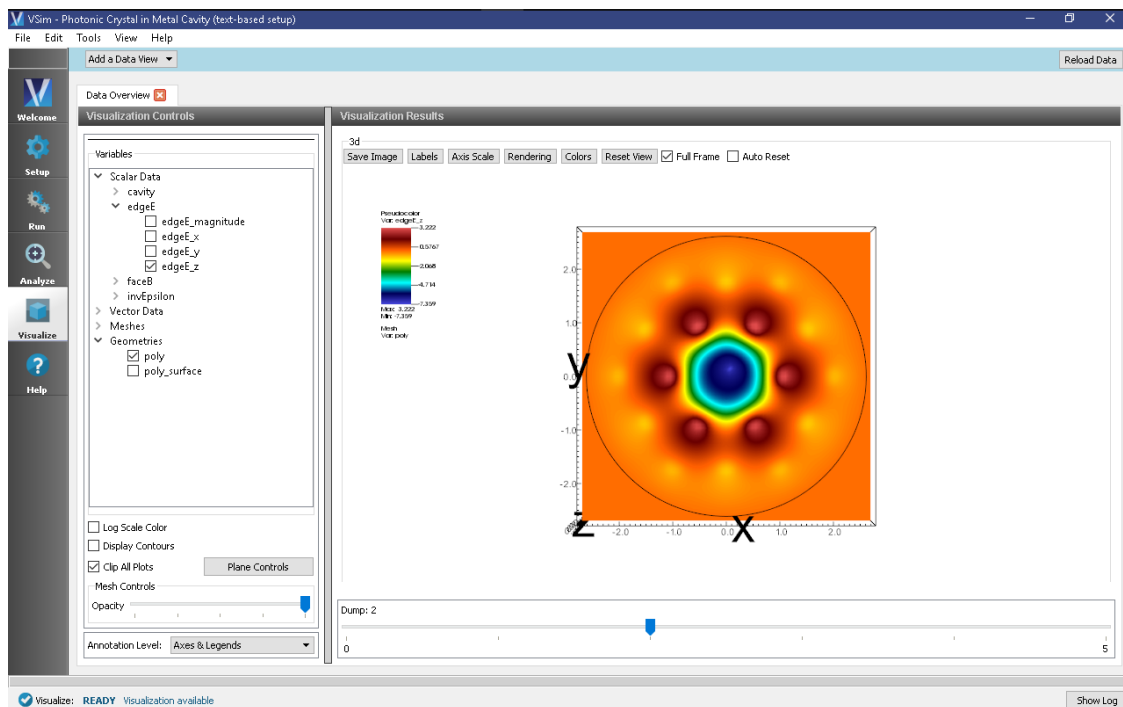 VSim - Photonic Crystal in Metal Cavity (text-based setup)
File Edit Tools View Help
Add a Data View
Reload Data
Data Overview
Welcome
Setup
Run
Analyze
Visualize
Help
Visualization Controls
Variables
Scalar Data
cavity
edgeE
edgeE_magnitude
edgeE_x
edgeE_y
edgeE_z
faceB
invEpsilon
Vector Data
Meshes
Geometries
poly
poly_surface
Log Scale Color
Display Contours
Clip All Plots
Plane Controls
Mesh Controls
Opacity
Annotation Level: Axes & Legends
Visualization Results
3d
Save Image Labels Axis Scale Rendering Colors Reset View Full Frame Auto Reset
Pseudocolor
Var: edgeE_z
3.222
0.5767
-2.068
-4.714
-7.359
Max: 3.222
Min: -7.359
Mesh
Var: poly
2.0
1.0
y
0.0
-1.0
-2.0
z
-2.0 -1.0 0.0 1.0 2.0
x
Dump: 2
0 5
Visualize: READY Visualization available
Show Log